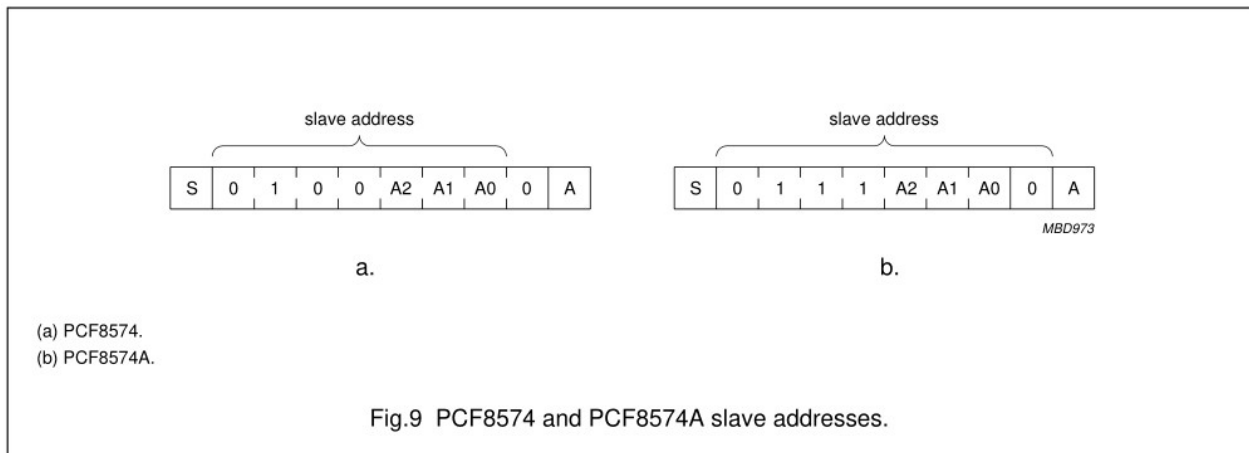 slave address
slave address
S 0 1 0 0 A2 A1 A0 0 A
S 0 1 1 1 A2 A1 A0 0 A
MBD973
a.
b.
(a) PCF8574.
(b) PCF8574A.
Fig.9 PCF8574 and PCF8574A slave addresses.